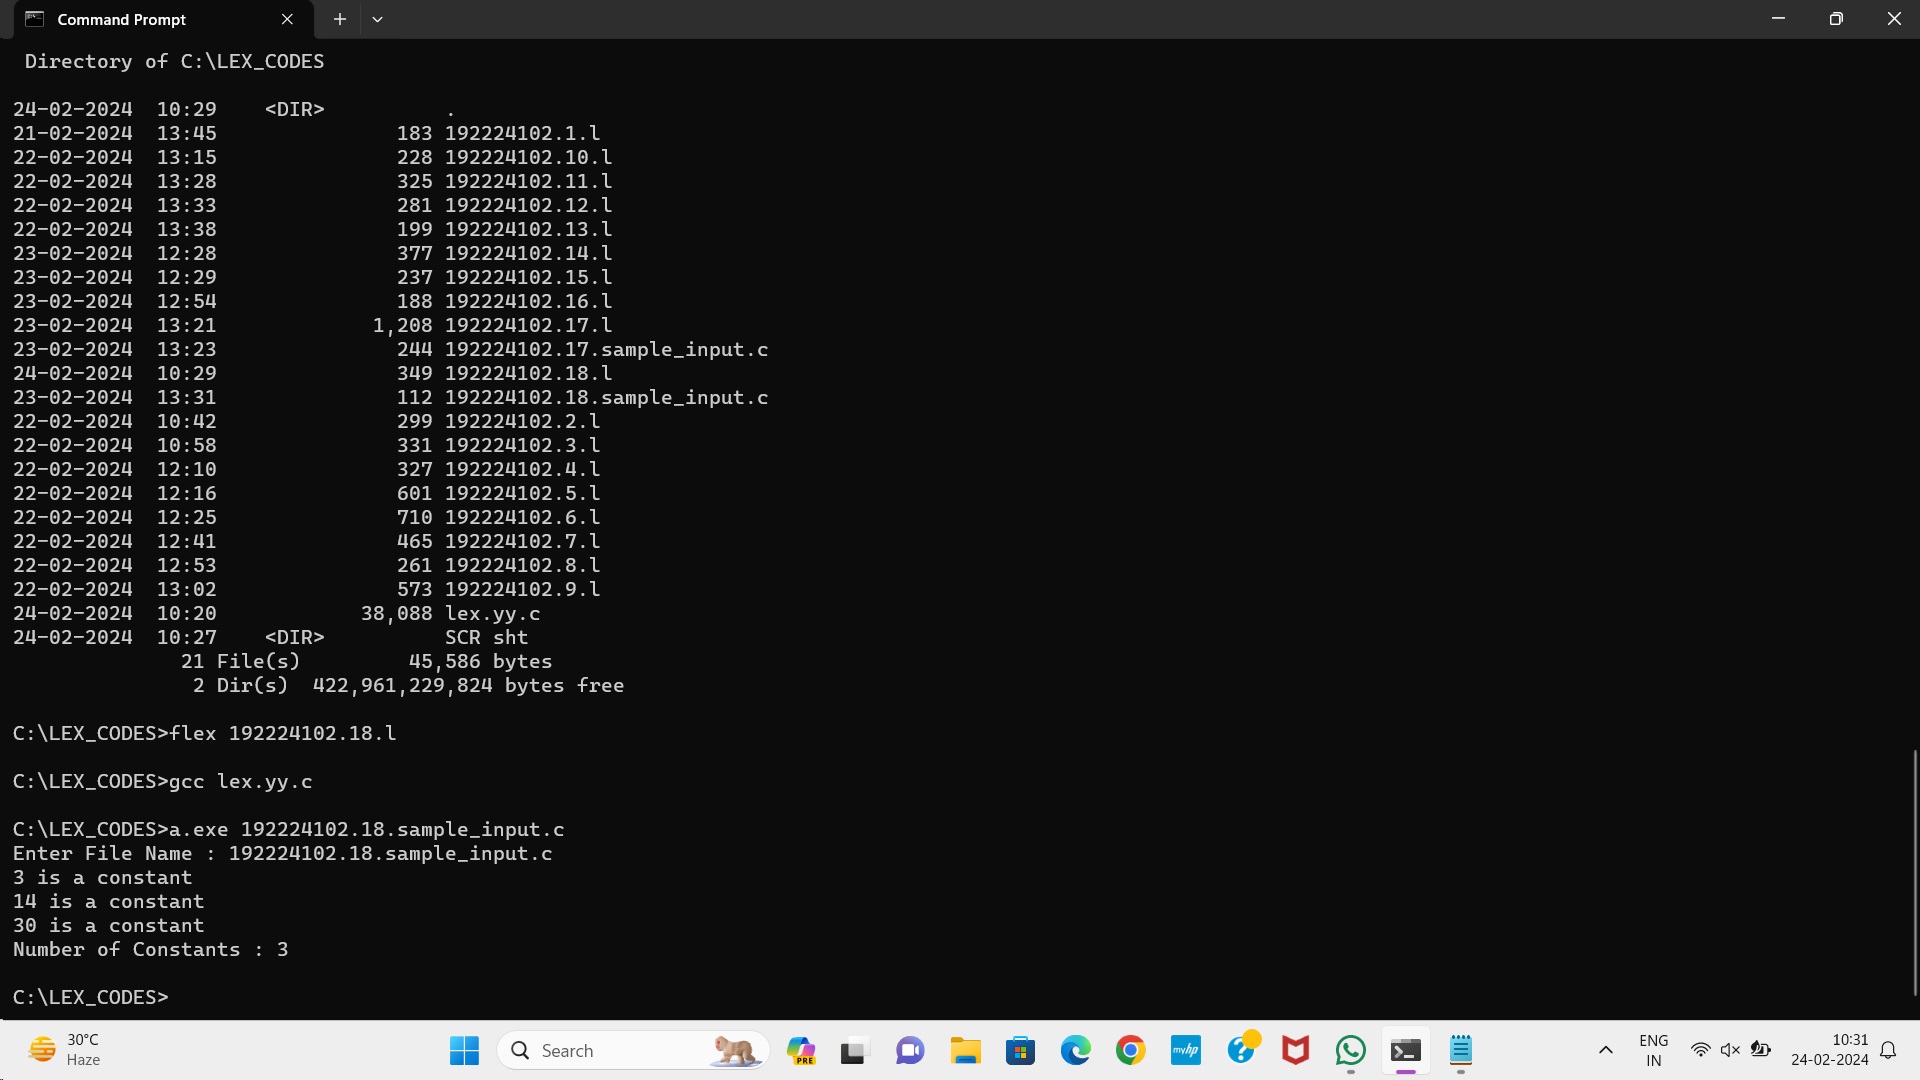 Command Prompt
Directory of C:\LEX_CODES
24-02-2024  10:29    <DIR>          .
21-02-2024  13:45               183 192224102.1.l
22-02-2024  13:15               228 192224102.10.l
22-02-2024  13:28               325 192224102.11.l
22-02-2024  13:33               281 192224102.12.l
22-02-2024  13:38               199 192224102.13.l
23-02-2024  12:28               377 192224102.14.l
23-02-2024  12:29               237 192224102.15.l
23-02-2024  12:54               188 192224102.16.l
23-02-2024  13:21             1,208 192224102.17.l
23-02-2024  13:23               244 192224102.17.sample_input.c
24-02-2024  10:29               349 192224102.18.l
23-02-2024  13:31               112 192224102.18.sample_input.c
22-02-2024  10:42               299 192224102.2.l
22-02-2024  10:58               331 192224102.3.l
22-02-2024  12:10               327 192224102.4.l
22-02-2024  12:16               601 192224102.5.l
22-02-2024  12:25               710 192224102.6.l
22-02-2024  12:41               465 192224102.7.l
22-02-2024  12:53               261 192224102.8.l
22-02-2024  13:02               573 192224102.9.l
24-02-2024  10:20            38,088 lex.yy.c
24-02-2024  10:27    <DIR>          SCR sht
21 File(s)         45,586 bytes
2 Dir(s)  422,961,229,824 bytes free
C:\LEX_CODES>flex 192224102.18.l
C:\LEX_CODES>gcc lex.yy.c
C:\LEX_CODES>a.exe 192224102.18.sample_input.c
Enter File Name : 192224102.18.sample_input.c
3 is a constant
14 is a constant
30 is a constant
Number of Constants : 3
C:\LEX_CODES>
30°C
Haze
Search
PRE
myhp
ENG
IN
10:31
24-02-2024